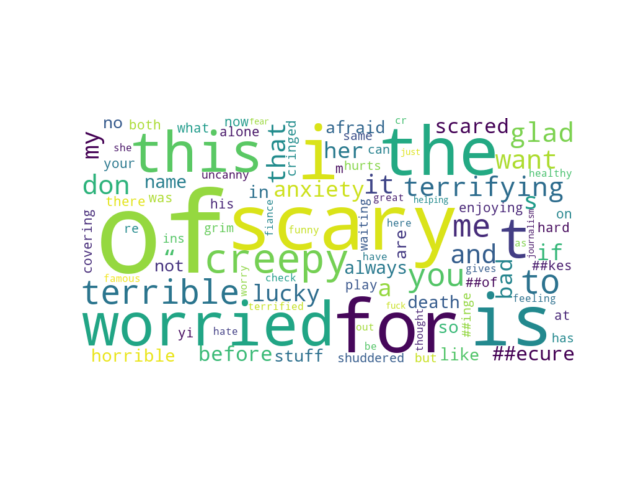 my no both what now fear alone she your uncanny
this that cringed i her afraid same can cr m hurts just
the scared glad want healthy
don name in anxiety it terrifying s
there was his of scary fiance great funny here helping
waiting are me t enjoying hard on journalism as
covering re ins grim “ not creepy always you and bad if
terrible lucky check play a have death gives ##of to ##kes feeling
famous yi hate worry terrified out be fuck thought so ##inge at has
worried for is
horrible before stuff shuddered but like ##ecure